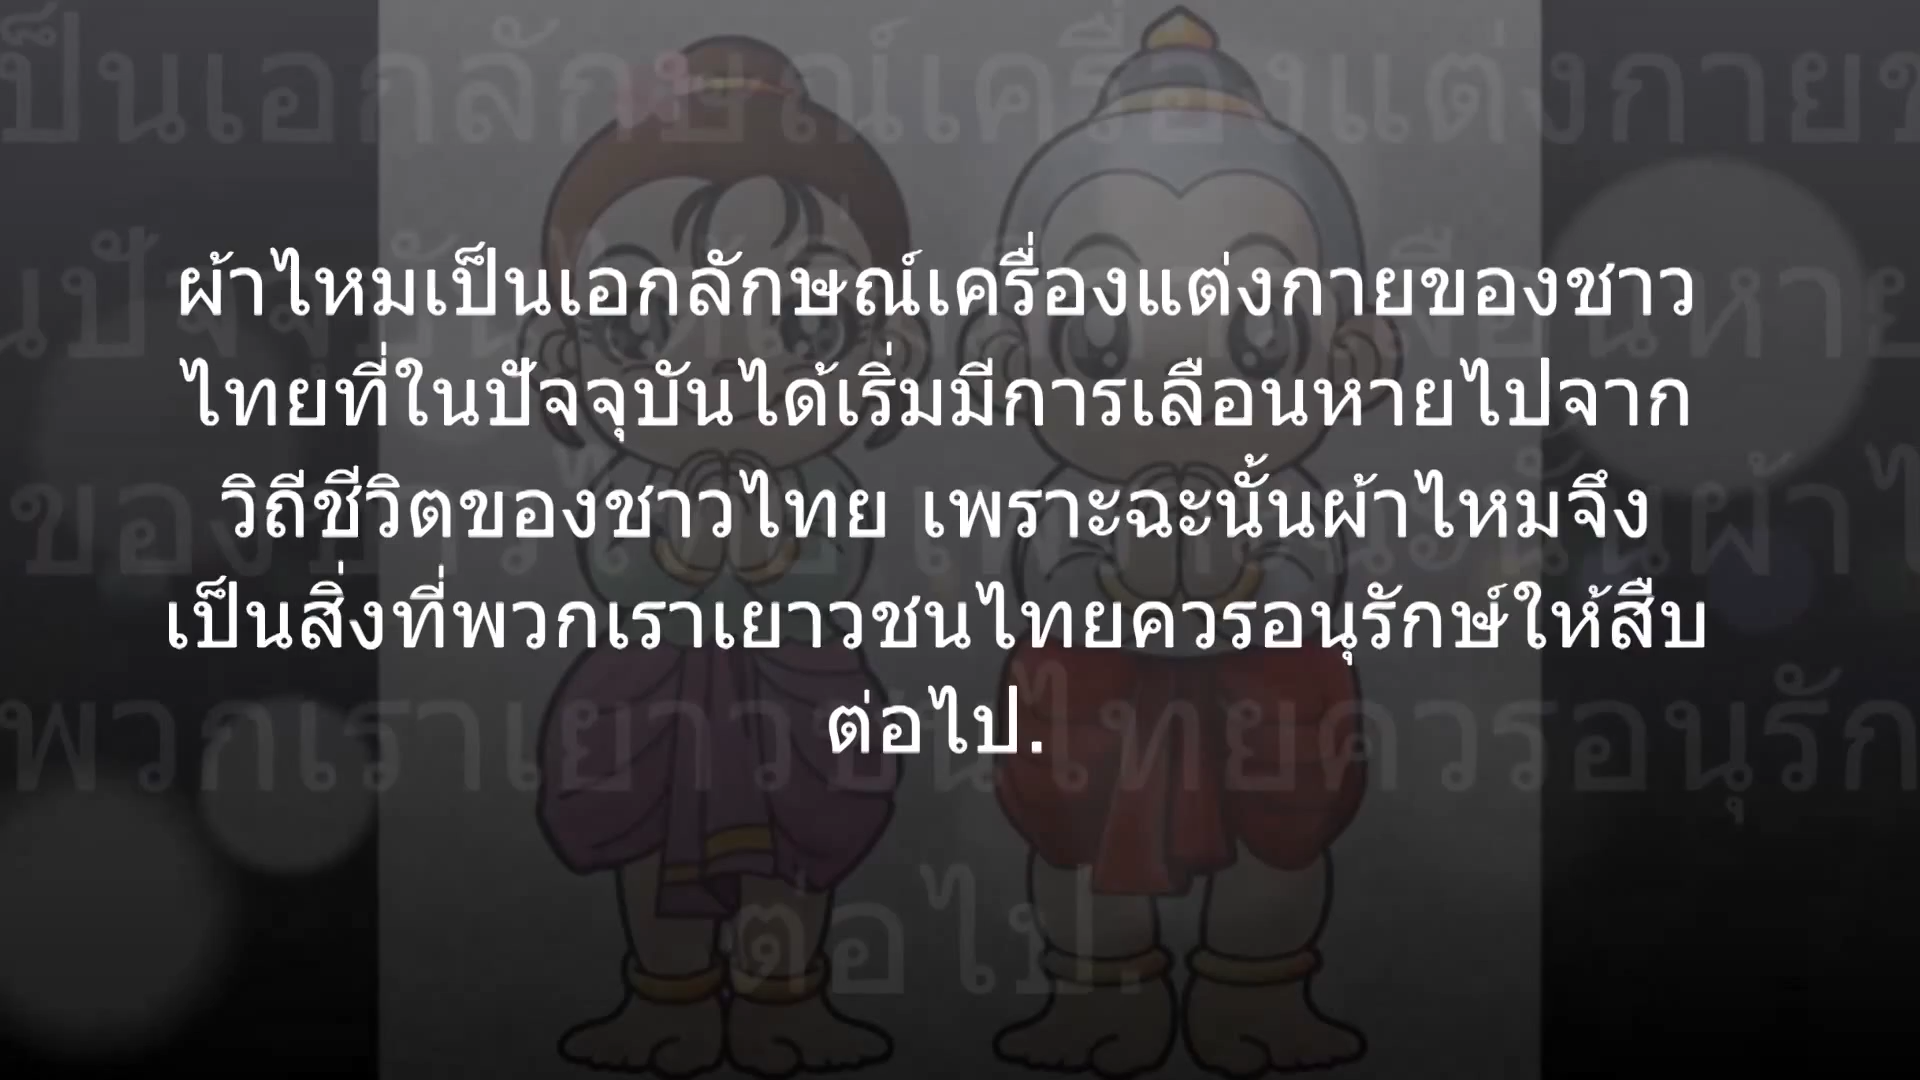 ผ้าไหมเป็นเอกลักษณ์เครื่องแต่งกายของชาว
ไทยที่ในปัจจุบันได้เริ่มมีการเลือนหายไปจาก
วิถีชีวิตของชาวไทย เพราะฉะนั้นผ้าไหมจึง
เป็นสิ่งที่พวกเราเยาวชนไทยควรอนุรักษ์ให้สืบ
ต่อไป.